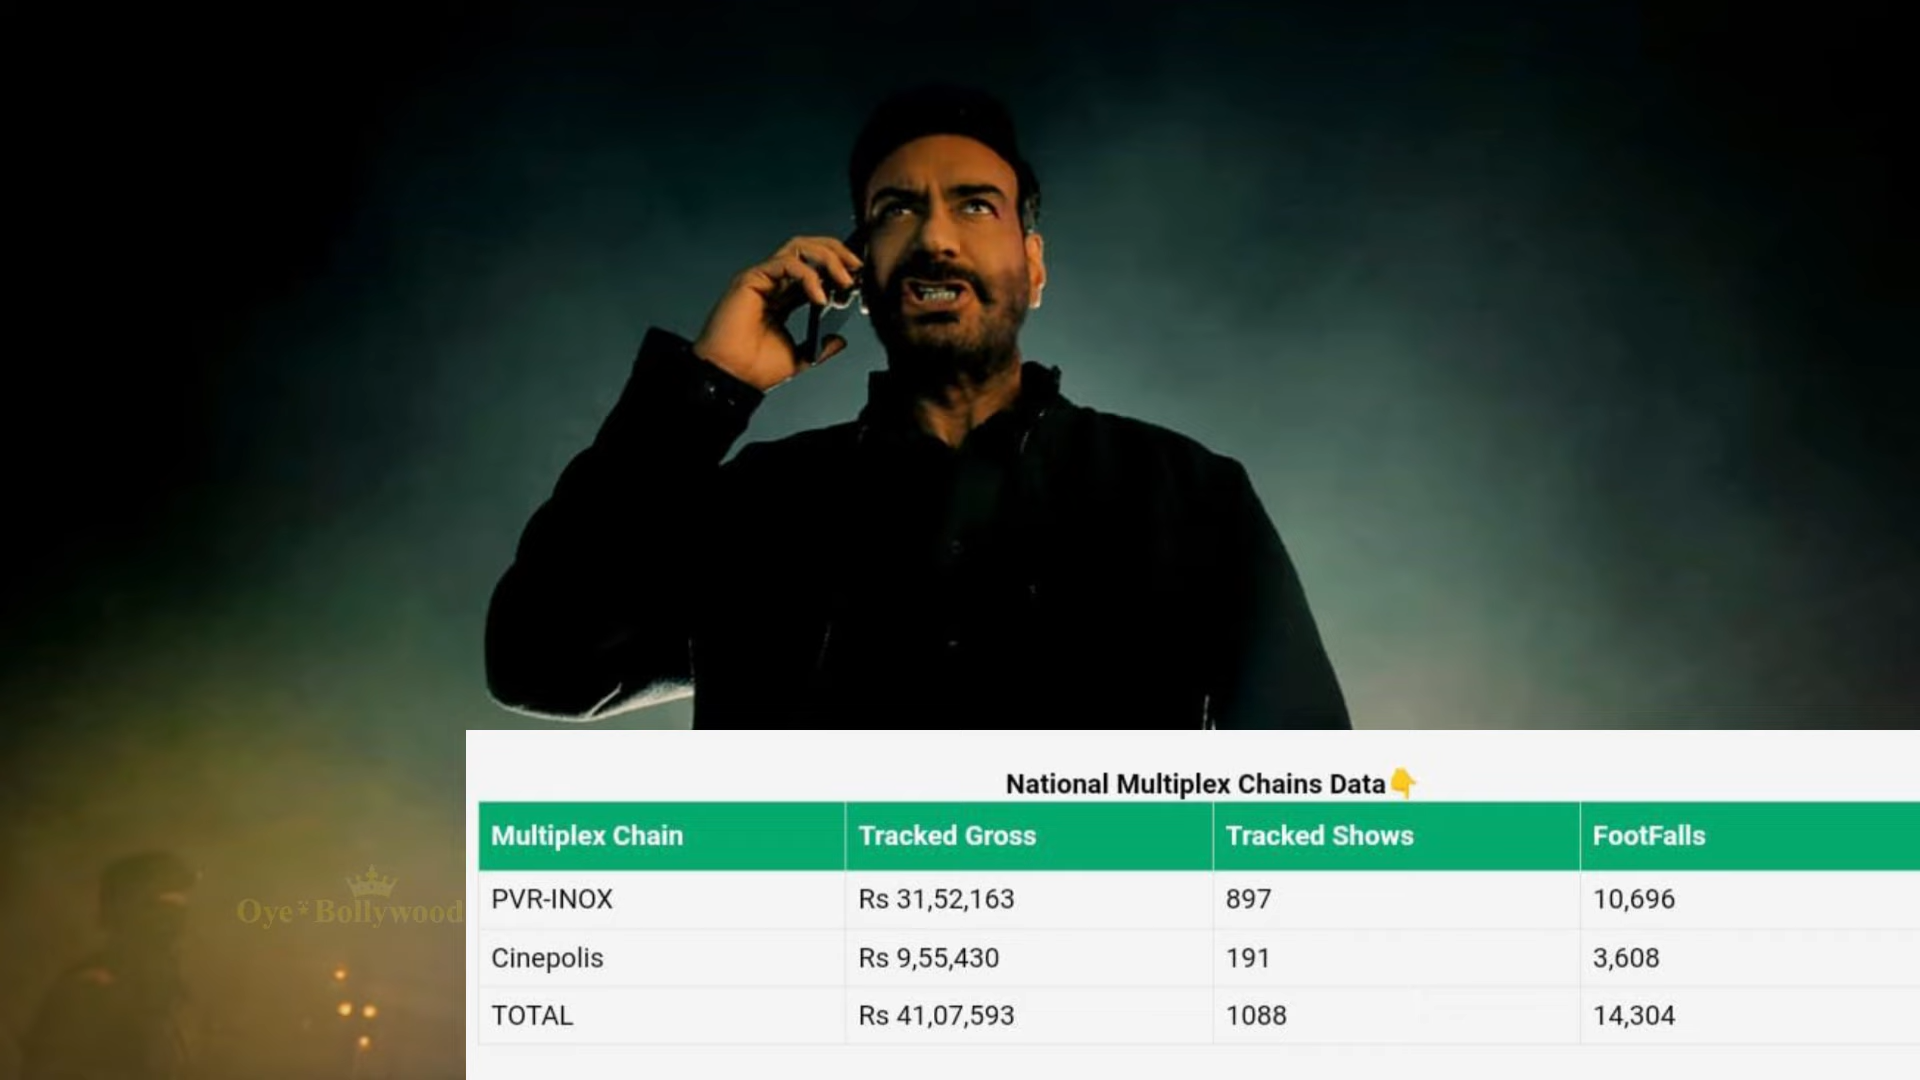 Oye Bollywood
National Multiplex Chains Data👇
Multiplex Chain Tracked Gross Tracked Shows FootFalls
PVR-INOX Rs 31,52,163 897 10,696
Cinepolis Rs 9,55,430 191 3,608
TOTAL Rs 41,07,593 1088 14,304